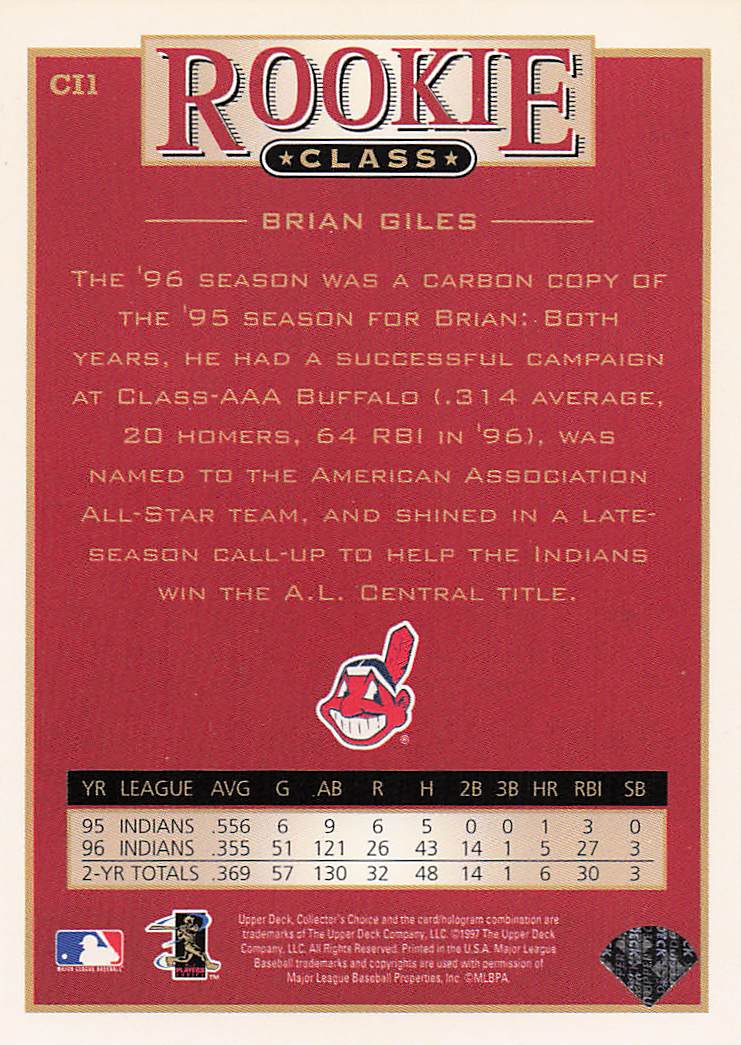 CI1
ROOKIE
★CLASS★
BRIAN GILES
THE '96 SEASON WAS A CARBON COPY OF
THE '95 SEASON FOR BRIAN: BOTH
YEARS, HE HAD A SUCCESSFUL CAMPAIGN
AT CLASS-AAA BUFFALO (.314 AVERAGE,
20 HOMERS, 64 RBI IN '96), WAS
NAMED TO THE AMERICAN ASSOCIATION
ALL-STAR TEAM, AND SHINED IN A LATE-
SEASON CALL-UP TO HELP THE INDIANS
WIN THE A.L. CENTRAL TITLE.
®
YR LEAGUE AVG G AB R H 2B 3B HR RBI SB
95 INDIANS .556 6 9 6 5 0 0 1 3 0
96 INDIANS .355 51 121 26 43 14 1 5 27 3
2-YR TOTALS .369 57 130 32 48 14 1 6 30 3
MAJOR LEAGUE BASEBALL
PLAYERS
TM
Upper Deck, Collector's Choice and the card/hologram combination are
trademarks of The Upper Deck Company, LLC. ©1997 The Upper Deck
Company, LLC. All Rights Reserved. Printed in the U.S.A. Major League
Baseball trademarks and copyrights are used with permission of
Major League Baseball Properties, Inc. ©MLBPA